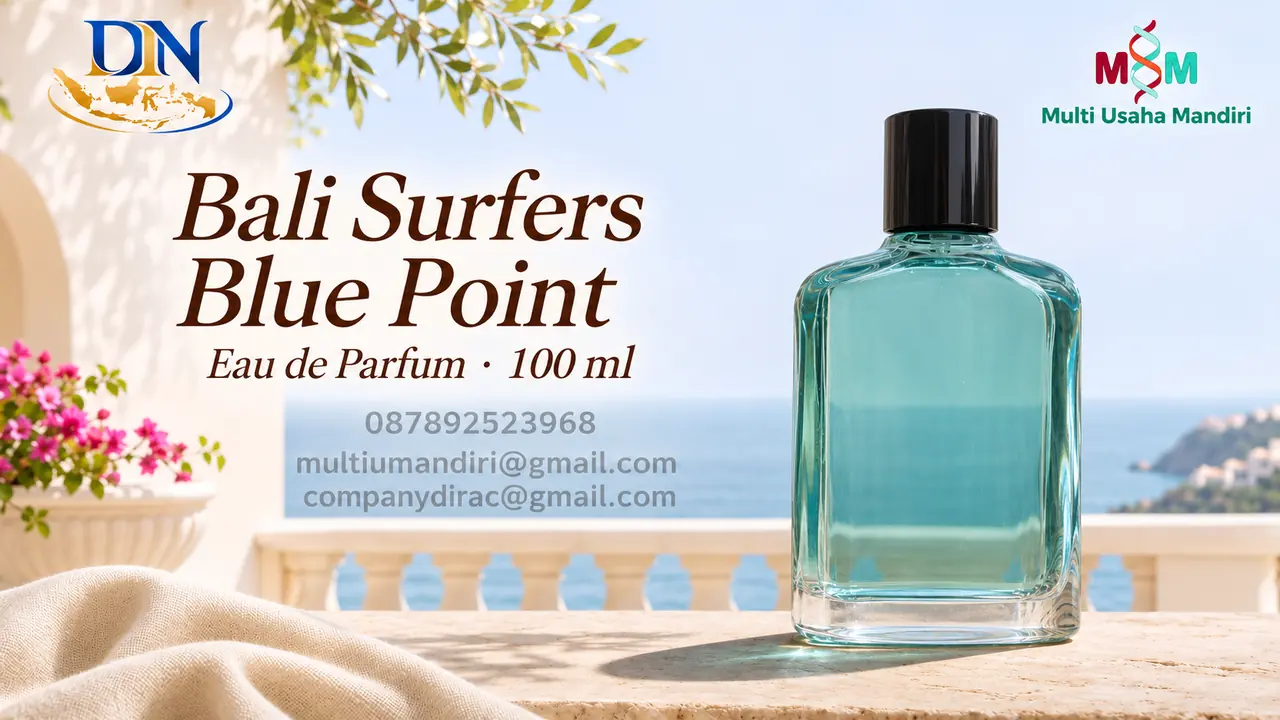 DIN
M M
Multi Usaha Mandiri
Bali Surfers
Blue Point
Eau de Parfum · 100 ml
087892523968
multiumandiri@gmail.com
companydirac@gmail.com